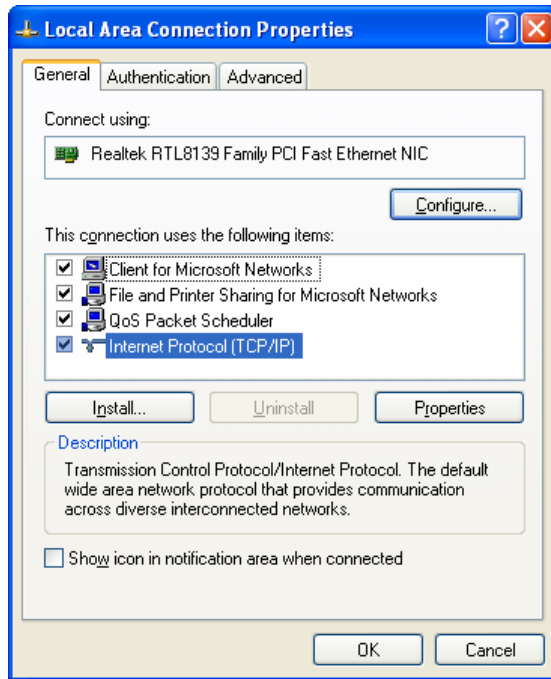 Local Area Connection Properties
General
Authentication
Advanced
Connect using:
Realtek RTL8139 Family PCI Fast Ethernet NIC
Configure...
This connection uses the following items:
Client for Microsoft Networks
File and Printer Sharing for Microsoft Networks
QoS Packet Scheduler
Internet Protocol (TCP/IP)
Install...
Uninstall
Properties
Description
Transmission Control Protocol/Internet Protocol. The default
wide area network protocol that provides communication
across diverse interconnected networks.
Show icon in notification area when connected
OK
Cancel